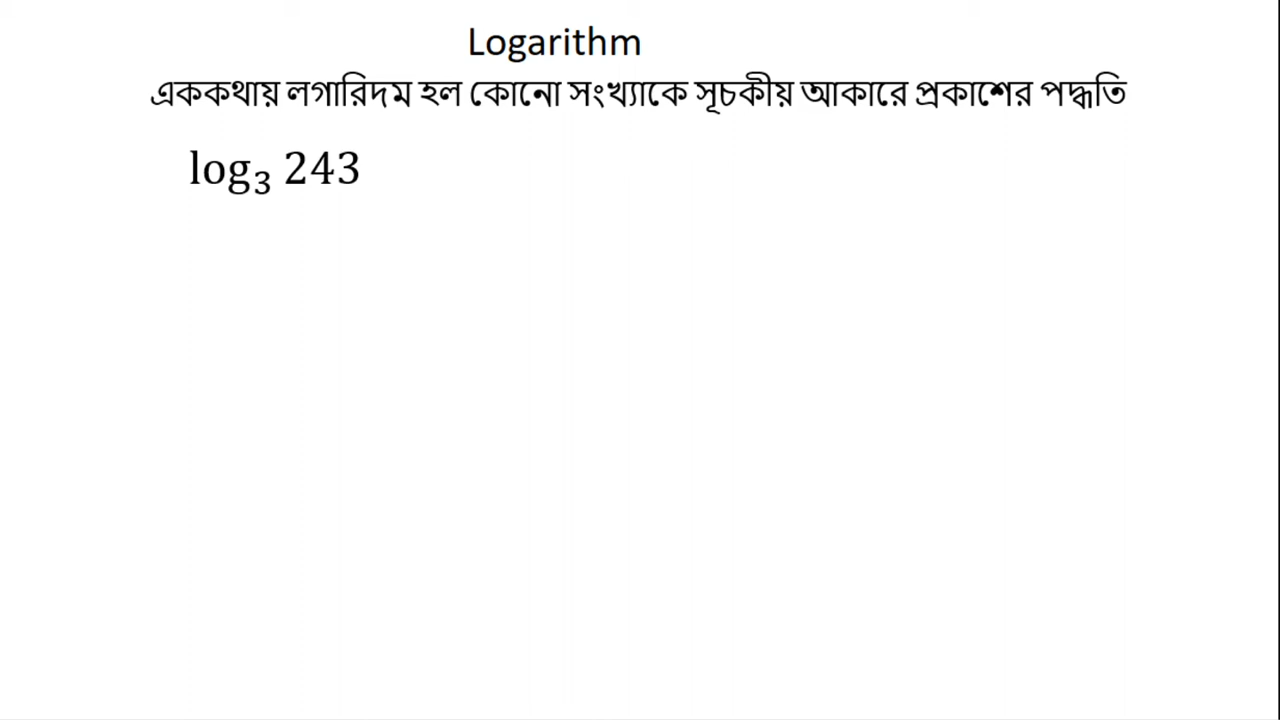 Logarithm
এককথায় লগারিদম হল কোনো সংখ্যাকে সূচকীয় আকারে প্রকাশের পদ্ধতি
log₃ 243